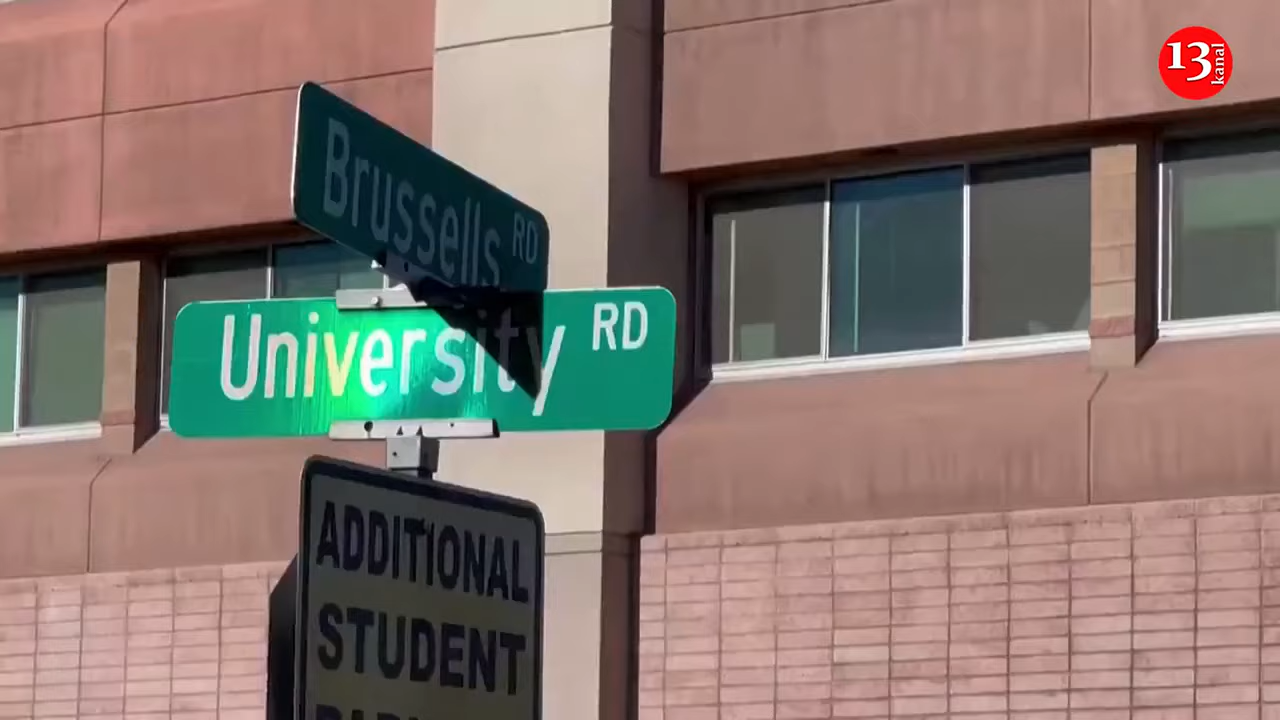 13 kanal
Brussells RD
University RD
ADDITIONAL
STUDENT